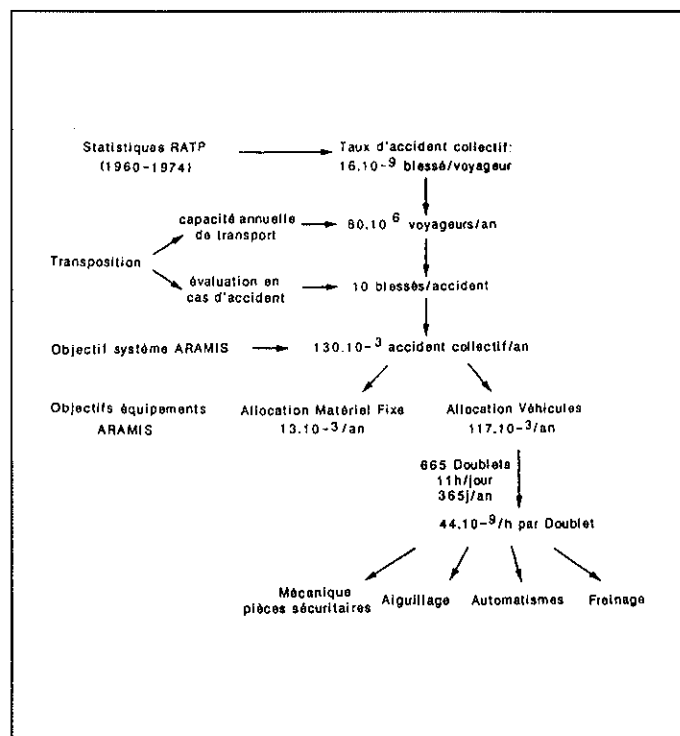 Statistiques RATP
(1960-1974)
Taux d'accident collectif:
16.10-9 blessé/voyageur
capacité annuelle
de transport
80.10 6 voyageurs/an
Transposition
évaluation en
cas d'accident
10 blessés/accident
Objectif système ARAMIS
130.10-3 accident collectif/an
Objectifs équipements
ARAMIS
Allocation Matériel Fixe
13.10-3/an
Allocation Véhicules
117.10-3/an
665 Doublets
11h/jour
365j/an
44.10-9/h par Doublet
Mécanique
pièces sécuritaires
Aiguillage
Automatismes
Freinage